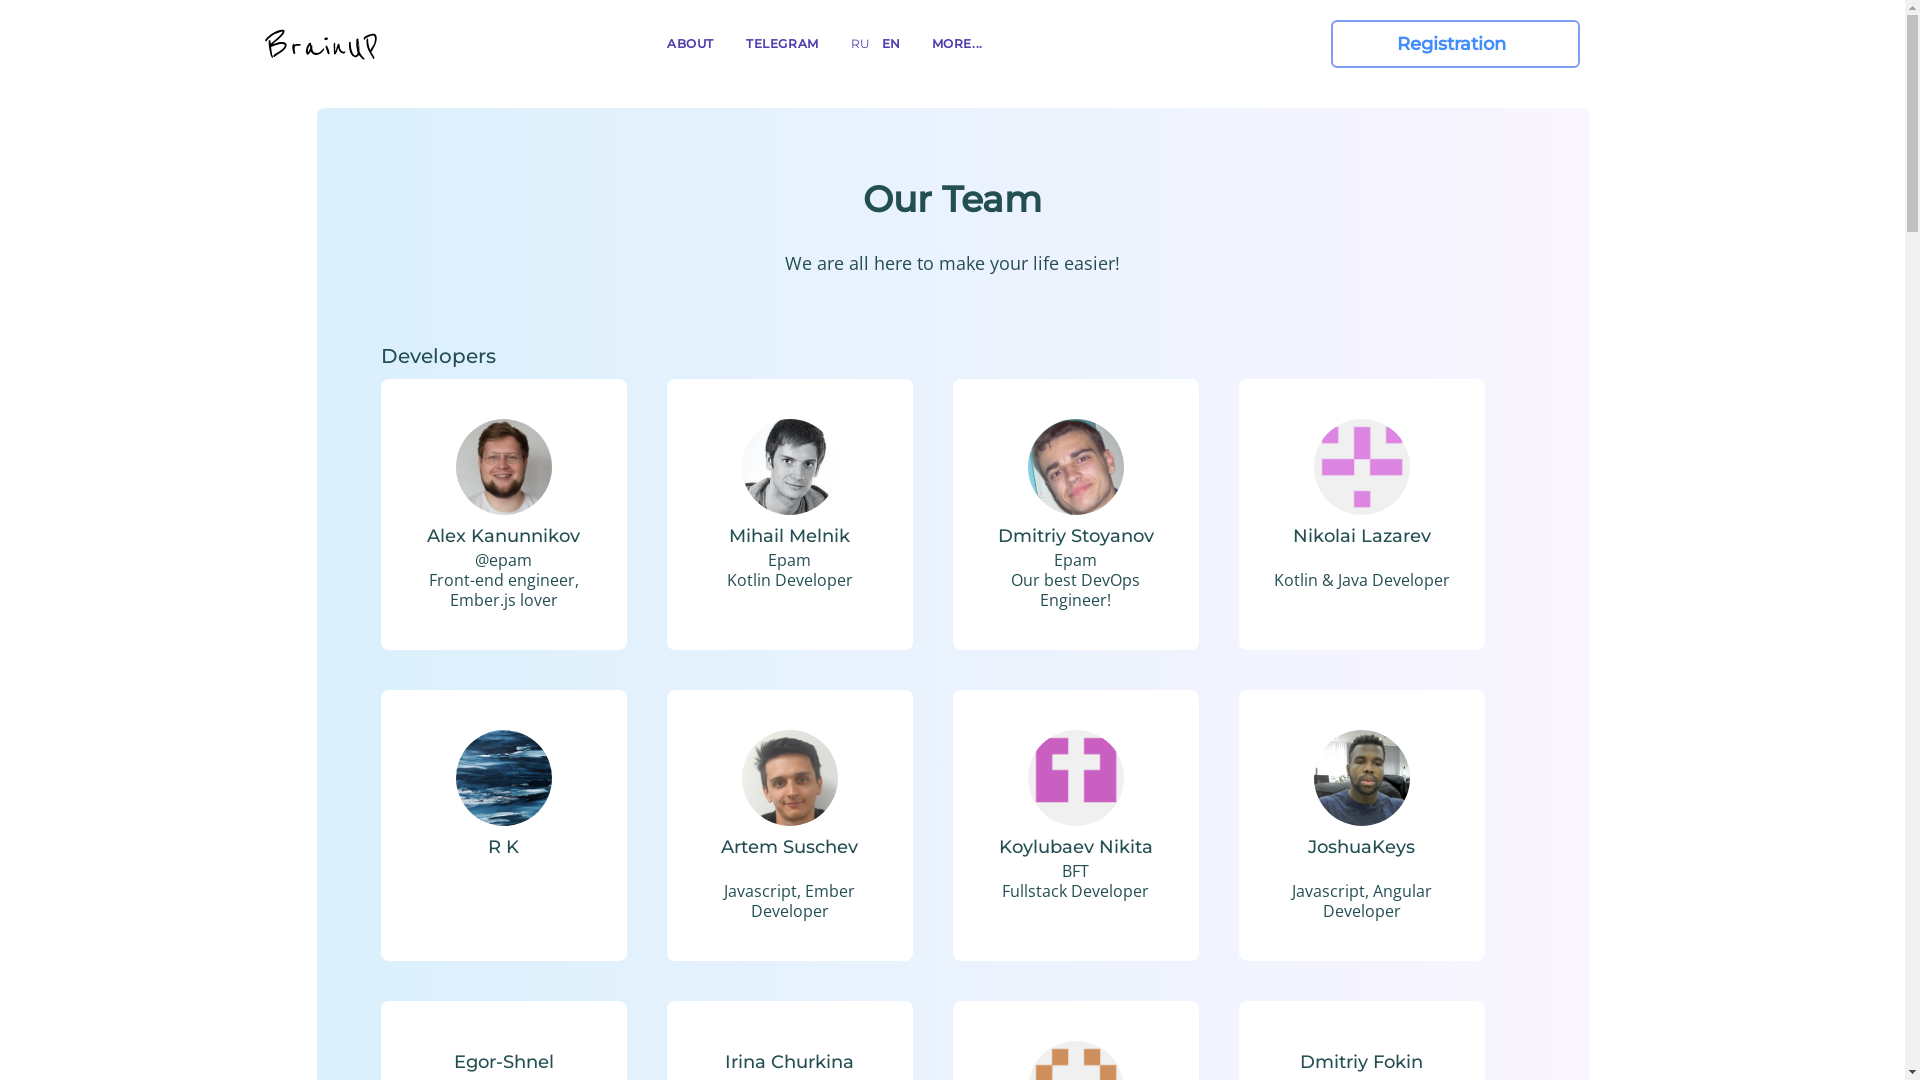 BrainUP
ABOUT
TELEGRAM
RU
EN
MORE...
Registration
Our Team
We are all here to make your life easier!
Developers
Alex Kanunnikov
@epam
Front-end engineer,
Ember.js lover
Mihail Melnik
Epam
Kotlin Developer
Dmitriy Stoyanov
Epam
Our best DevOps
Engineer!
Nikolai Lazarev
Kotlin & Java Developer
R K
Artem Suschev
Javascript, Ember
Developer
Koylubaev Nikita
BFT
Fullstack Developer
JoshuaKeys
Javascript, Angular
Developer
Egor-Shnel
Irina Churkina
Dmitriy Fokin